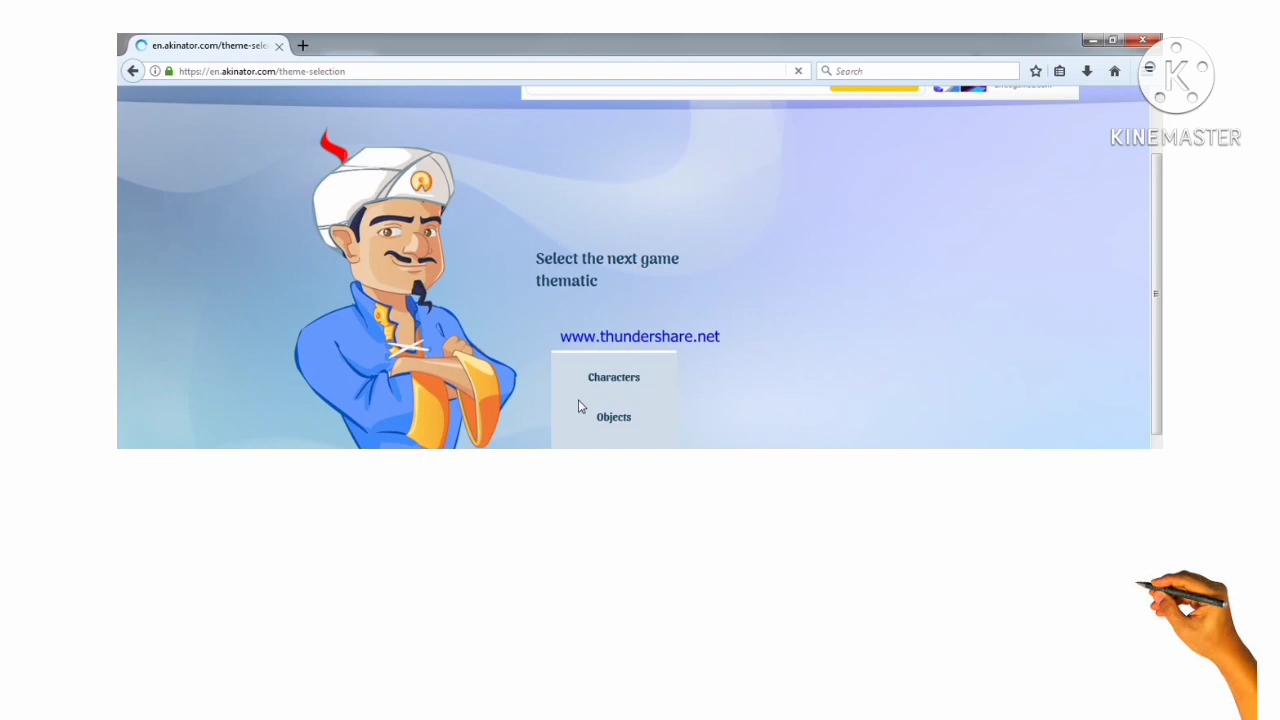 en.akinator.com/theme-sele
https://en.akinator.com/theme-selection
Search
KINEMASTER
Select the next game
thematic
www.thundershare.net
Characters
Objects